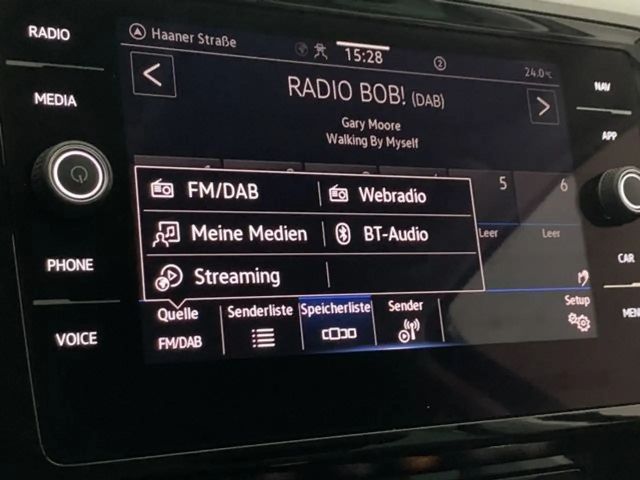 RADIO
MEDIA
PHONE
VOICE
Haaner Straße
15:28
2
24.0°C
RADIO BOB! (DAB)
Gary Moore
Walking By Myself
5 6
Leer Leer
FM/DAB Webradio
Meine Medien BT-Audio
Streaming
Quelle Senderliste Speicherliste Sender Setup
FM/DAB
NAV
APP
CAR